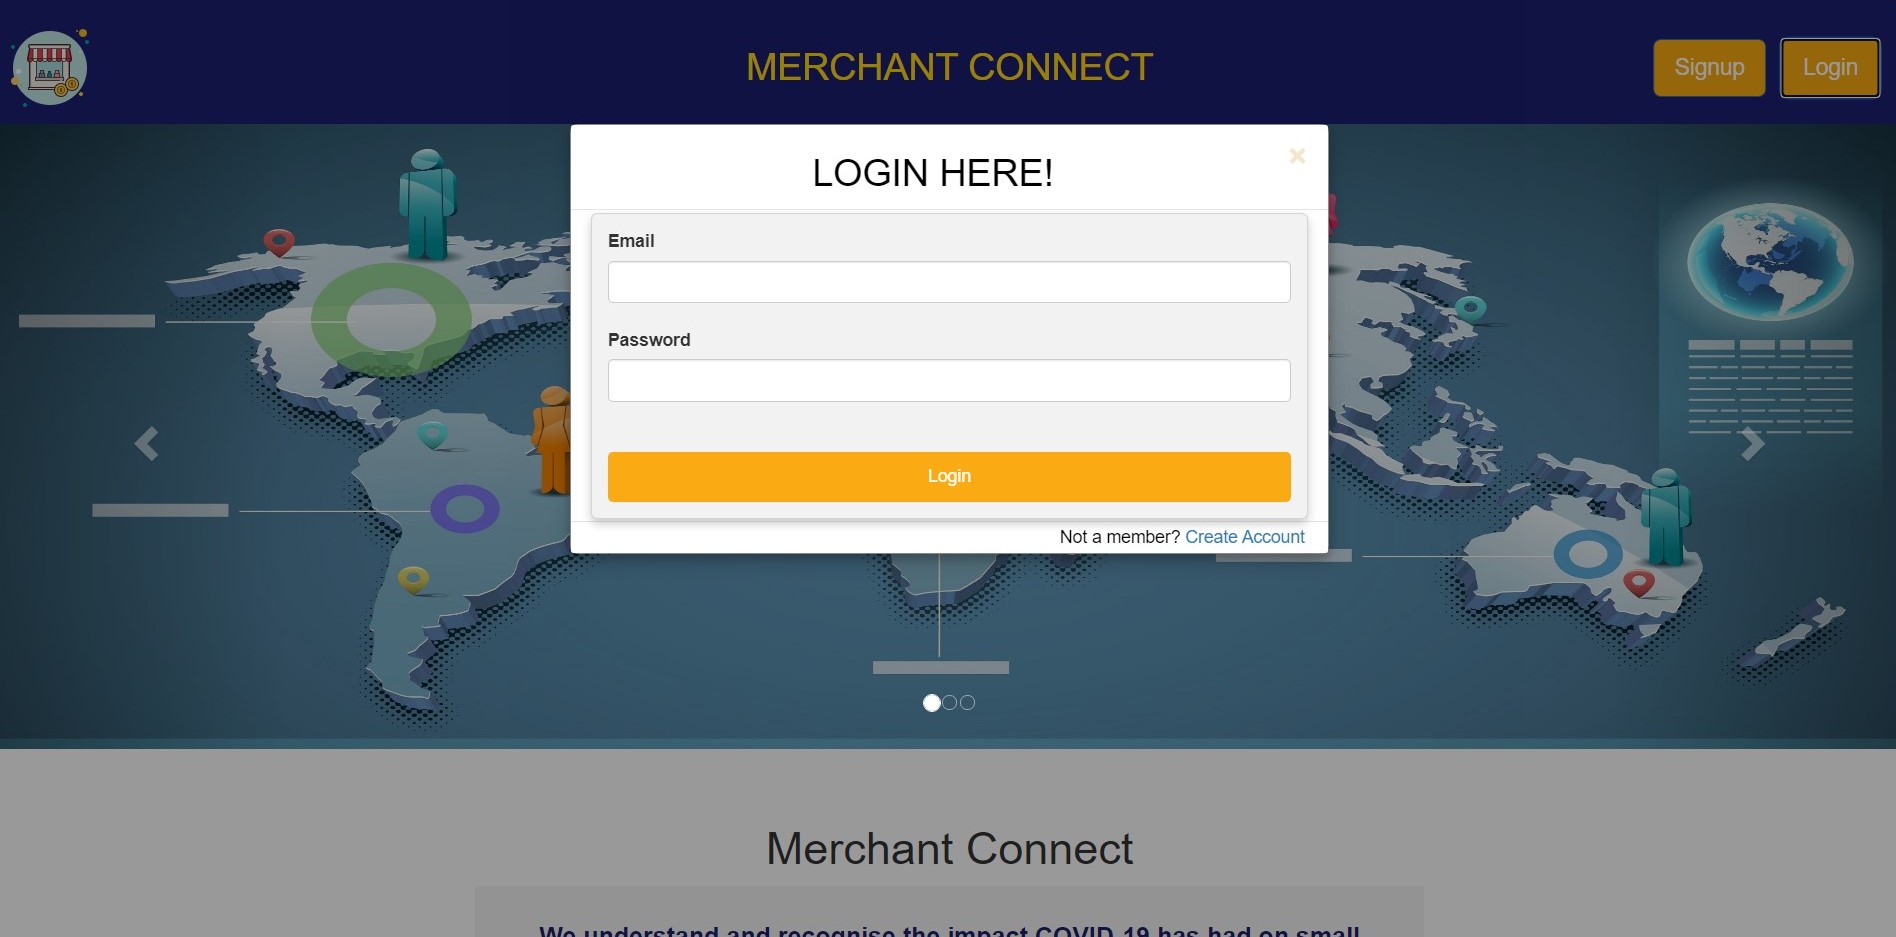 MERCHANT CONNECT
Signup
Login
LOGIN HERE!
×
Email
Password
Login
Not a member? Create Account
Merchant Connect
We understand and recognise the impact COVID-19 has had on small